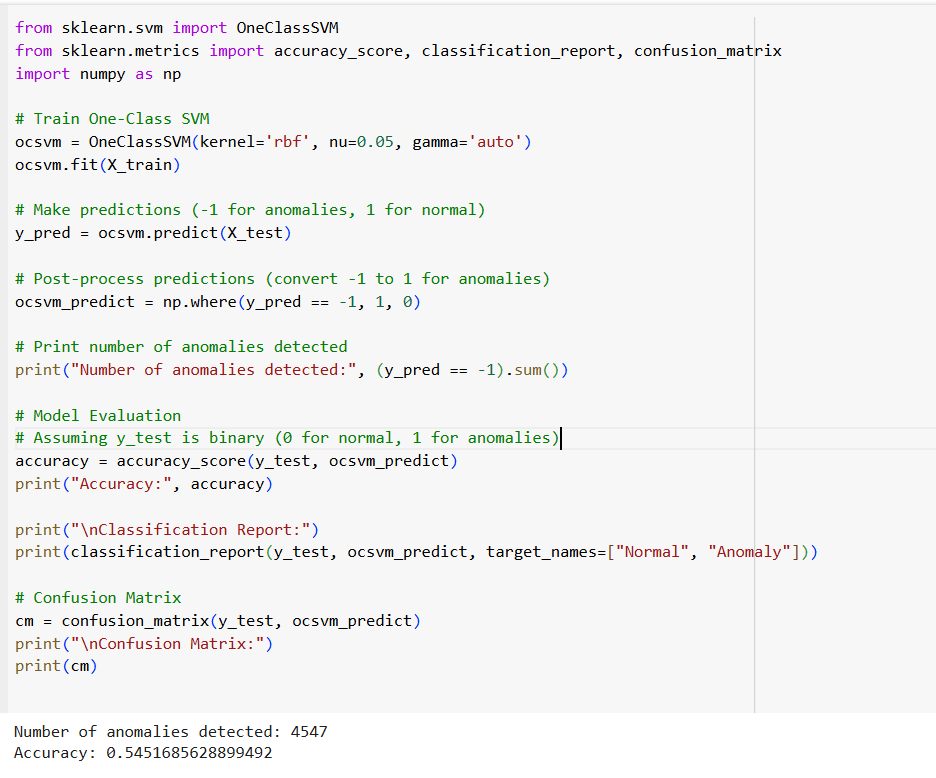 from sklearn.svm import OneClassSVM
from sklearn.metrics import accuracy_score, classification_report, confusion_matrix
import numpy as np
# Train One-Class SVM
ocsvm = OneClassSVM(kernel='rbf', nu=0.05, gamma='auto')
ocsvm.fit(X_train)
# Make predictions (-1 for anomalies, 1 for normal)
y_pred = ocsvm.predict(X_test)
# Post-process predictions (convert -1 to 1 for anomalies)
ocsvm_predict = np.where(y_pred == -1, 1, 0)
# Print number of anomalies detected
print("Number of anomalies detected:", (y_pred == -1).sum())
# Model Evaluation
# Assuming y_test is binary (0 for normal, 1 for anomalies)
accuracy = accuracy_score(y_test, ocsvm_predict)
print("Accuracy:", accuracy)
print("\nClassification Report:")
print(classification_report(y_test, ocsvm_predict, target_names=["Normal", "Anomaly"]))
# Confusion Matrix
cm = confusion_matrix(y_test, ocsvm_predict)
print("\nConfusion Matrix:")
print(cm)
Number of anomalies detected: 4547
Accuracy: 0.5451685628899492